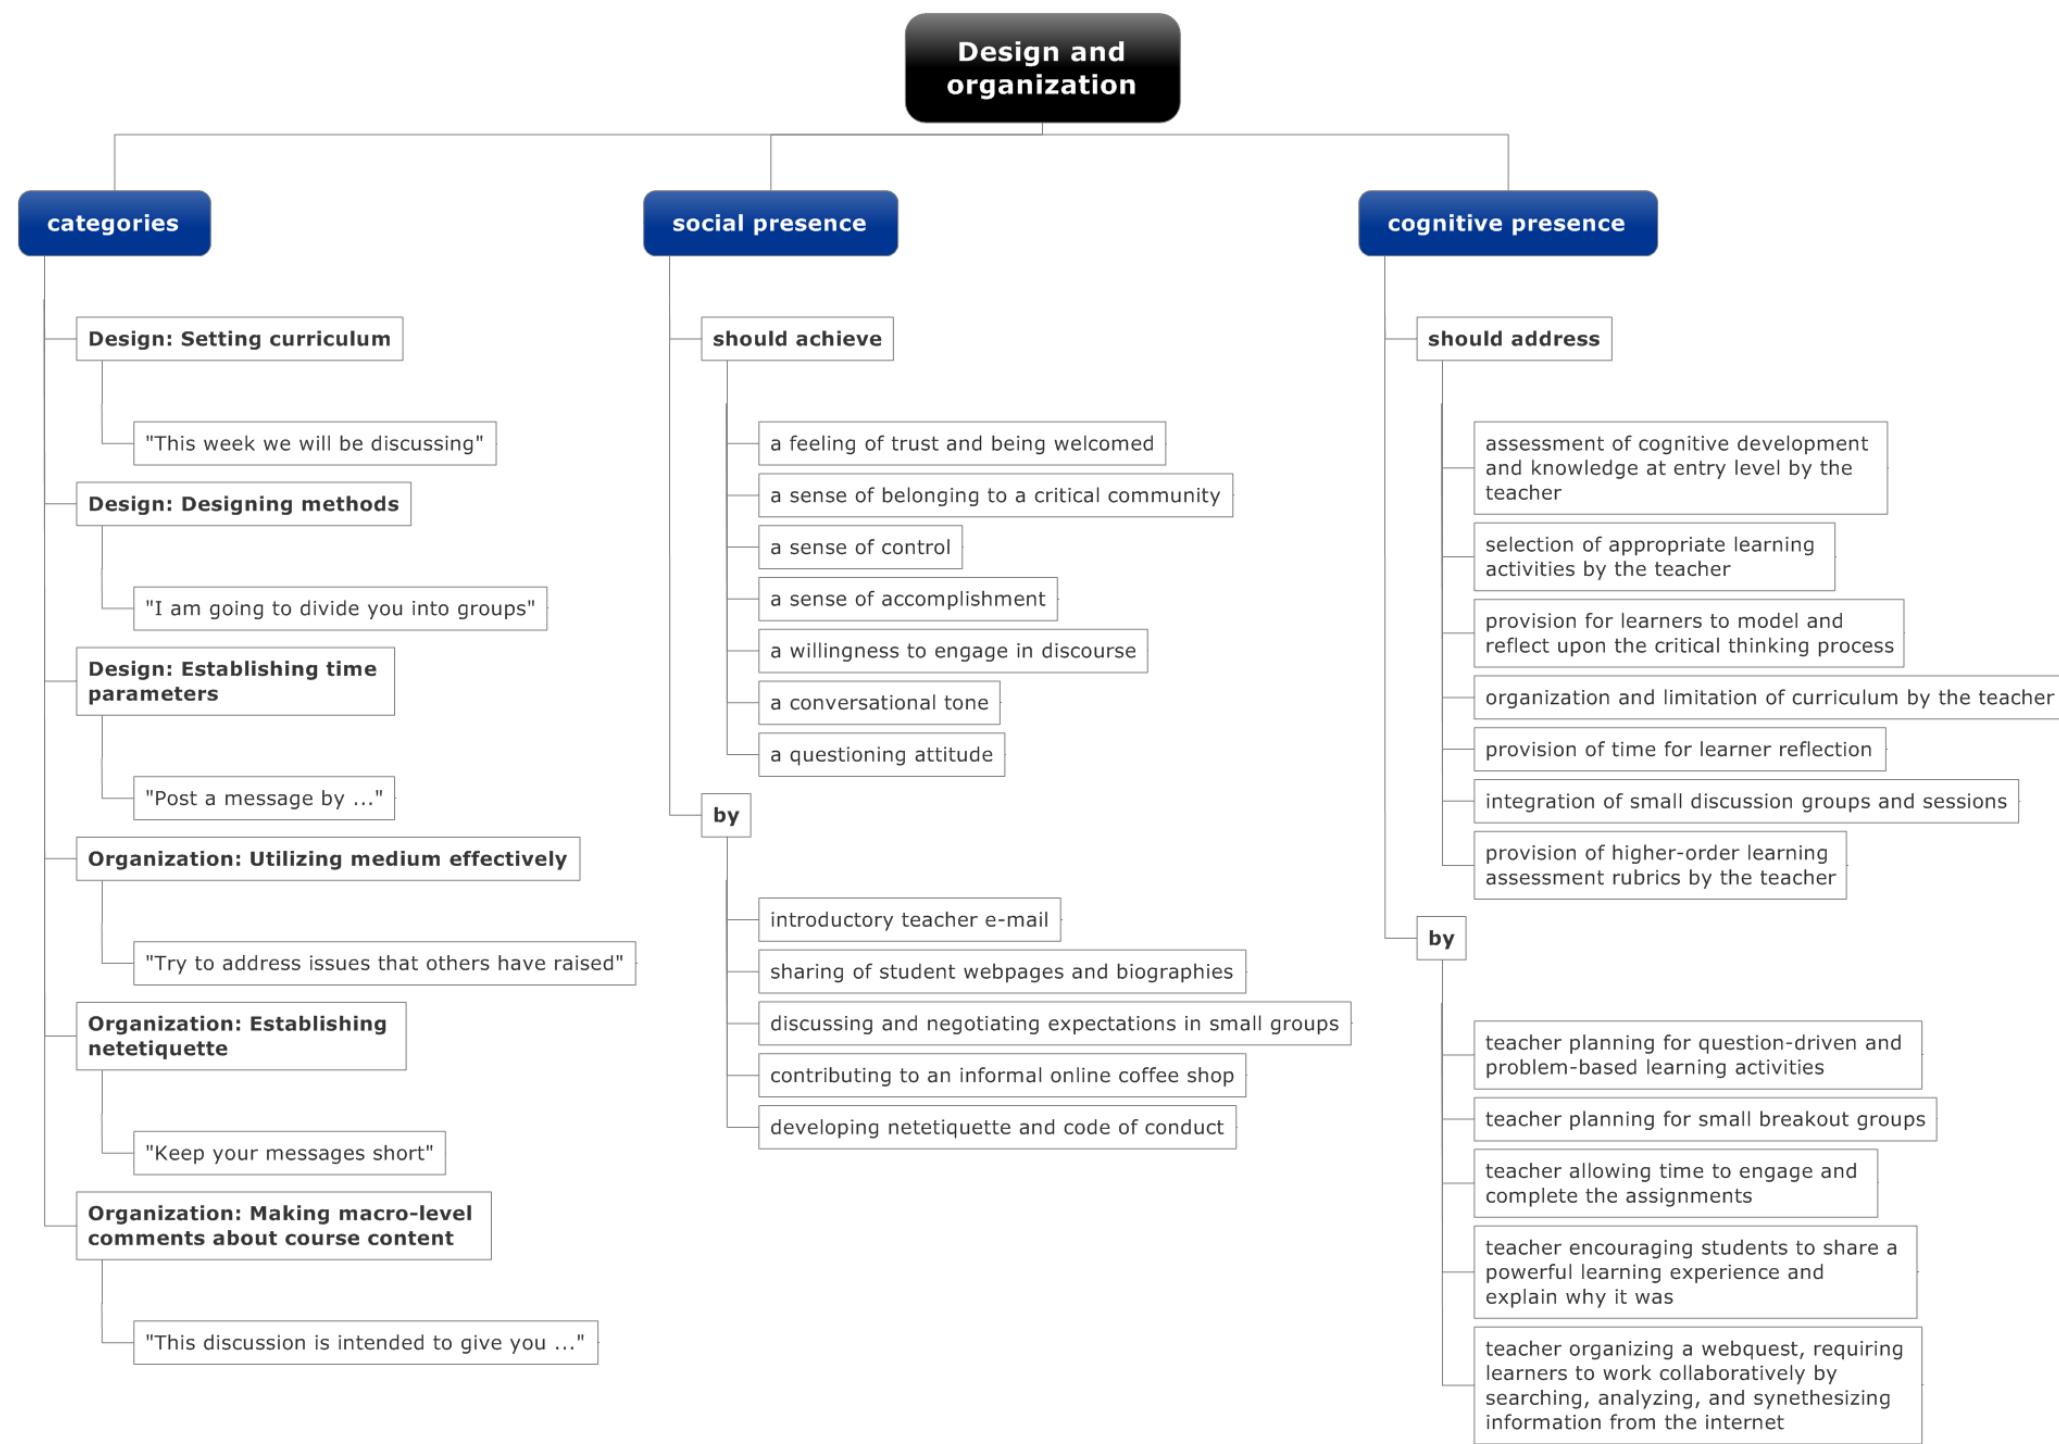 Design and
organization
categories
Design: Setting curriculum
"This week we will be discussing"
Design: Designing methods
"I am going to divide you into groups"
Design: Establishing time
parameters
"Post a message by ..."
Organization: Utilizing medium effectively
"Try to address issues that others have raised"
Organization: Establishing
netetiquette
"Keep your messages short"
Organization: Making macro-level
comments about course content
"This discussion is intended to give you ..."
social presence
should achieve
a feeling of trust and being welcomed
a sense of belonging to a critical community
a sense of control
a sense of accomplishment
a willingness to engage in discourse
a conversational tone
a questioning attitude
by
introductory teacher e-mail
sharing of student webpages and biographies
discussing and negotiating expectations in small groups
contributing to an informal online coffee shop
developing netetiquette and code of conduct
cognitive presence
should address
assessment of cognitive development
and knowledge at entry level by the
teacher
selection of appropriate learning
activities by the teacher
provision for learners to model and
reflect upon the critical thinking process
organization and limitation of curriculum by the teacher
provision of time for learner reflection
integration of small discussion groups and sessions
provision of higher-order learning
assessment rubrics by the teacher
by
teacher planning for question-driven and
problem-based learning activities
teacher planning for small breakout groups
teacher allowing time to engage and
complete the assignments
teacher encouraging students to share a
powerful learning experience and
explain why it was
teacher organizing a webquest, requiring
learners to work collaboratively by
searching, analyzing, and synethesizing
information from the internet